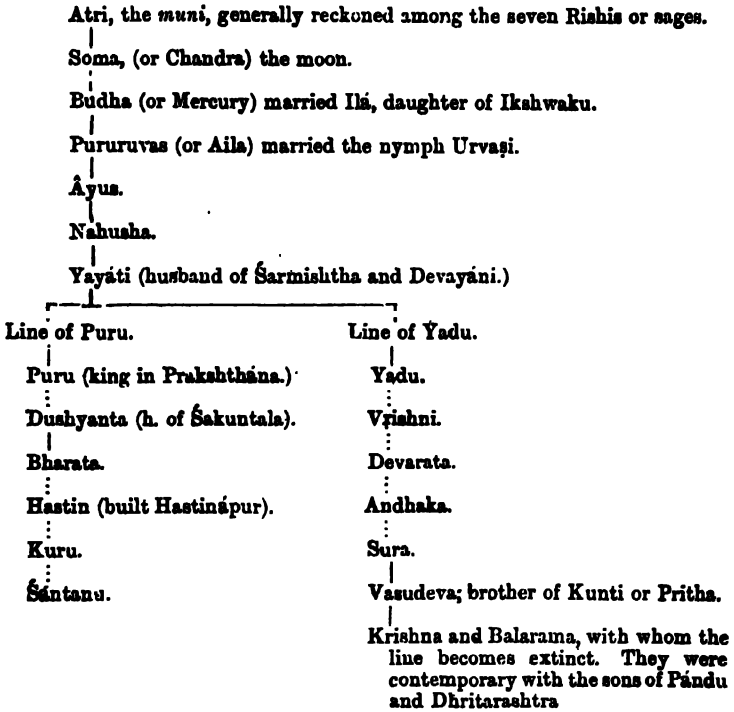 Atri, the muni, generally reckoned among the seven Rishis or sages.
Soma, (or Chandra) the moon.
Budha (or Mercury) married Ilá, daughter of Ikshwaku.
Pururuvas (or Aila) married the nymph Urvaṣi.
Âyus.
Nahusha.
Yayáti (husband of Śarmishtha and Devayáni.)
Line of Puru.
Puru (king in Prakshthána.)
Dushyanta (h. of Śakuntala).
Bharata.
Hastin (built Hastinápur).
Kuru.
Śántanu.
Line of Yadu.
Yadu.
Vrishni.
Devarata.
Andhaka.
Sura.
Vasudeva; brother of Kunti or Pritha.
Krishna and Balarama, with whom the
line becomes extinct. They were
contemporary with the sons of Pándu
and Dhritarashtra